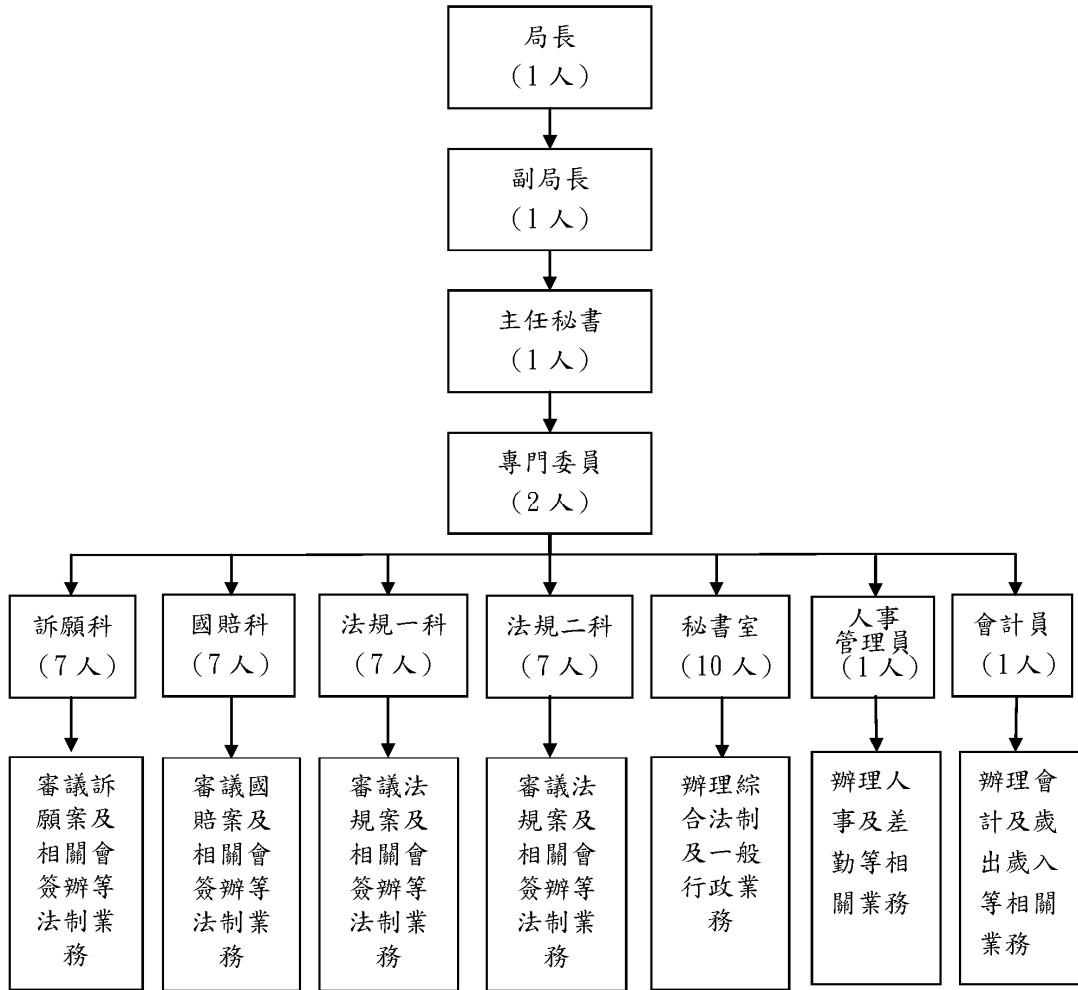 局長
（1 人）
副局長
（1 人）
主任秘書
（1 人）
專門委員
（2 人）
訴願科
（7 人）
國賠科
（7 人）
法規一科
（7 人）
法規二科
（7 人）
秘書室
（10 人）
人事
管理員
（1 人）
會計員
（1 人）
審議訴
願案及
相關會
簽辦等
法制業
務
審議國
賠案及
相關會
簽辦等
法制業
務
審議法
規案及
相關會
簽辦等
法制業
務
審議法
規案及
相關會
簽辦等
法制業
務
辦理綜
合法制
及一般
行政業
務
辦理人
事及差
勤等相
關業務
辦理會
計及歲
出歲入
等相關
業務